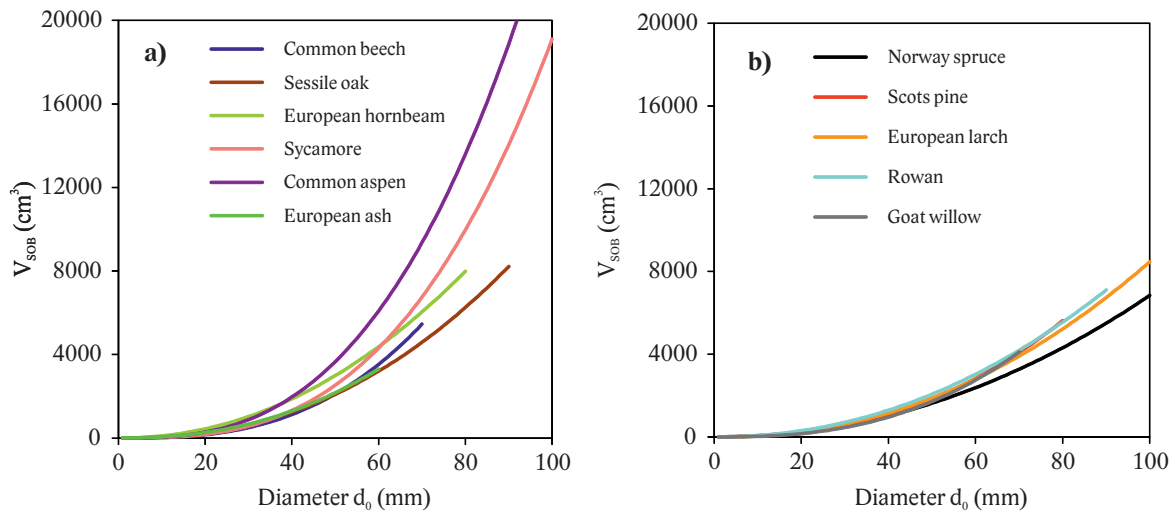 a)
Common beech
Sessile oak
European hornbeam
Sycamore
Common aspen
European ash
20000
16000
12000
8000
4000
0
V_SOB (cm³)
0 20 40 60 80 100
Diameter d₀ (mm)
b)
Norway spruce
Scots pine
European larch
Rowan
Goat willow
20000
16000
12000
8000
4000
0
V_SOB (cm³)
0 20 40 60 80 100
Diameter d₀ (mm)